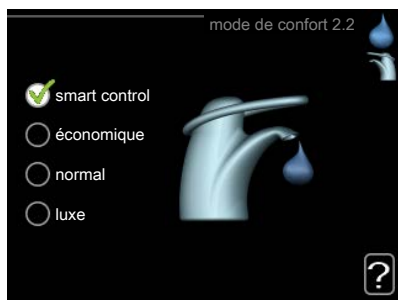 mode de confort 2.2
smart control
économique
normal
luxe
?